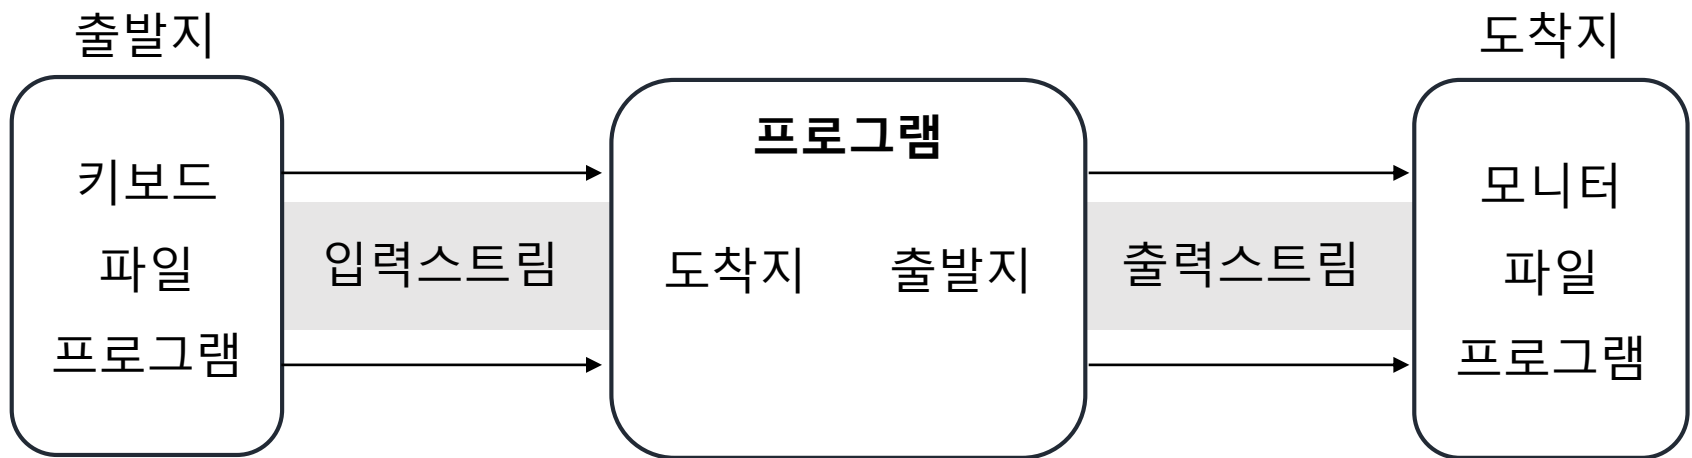 출발지
키보드
파일
프로그램
입력스트림
프로그램
도착지 출발지
출력스트림
도착지
모니터
파일
프로그램